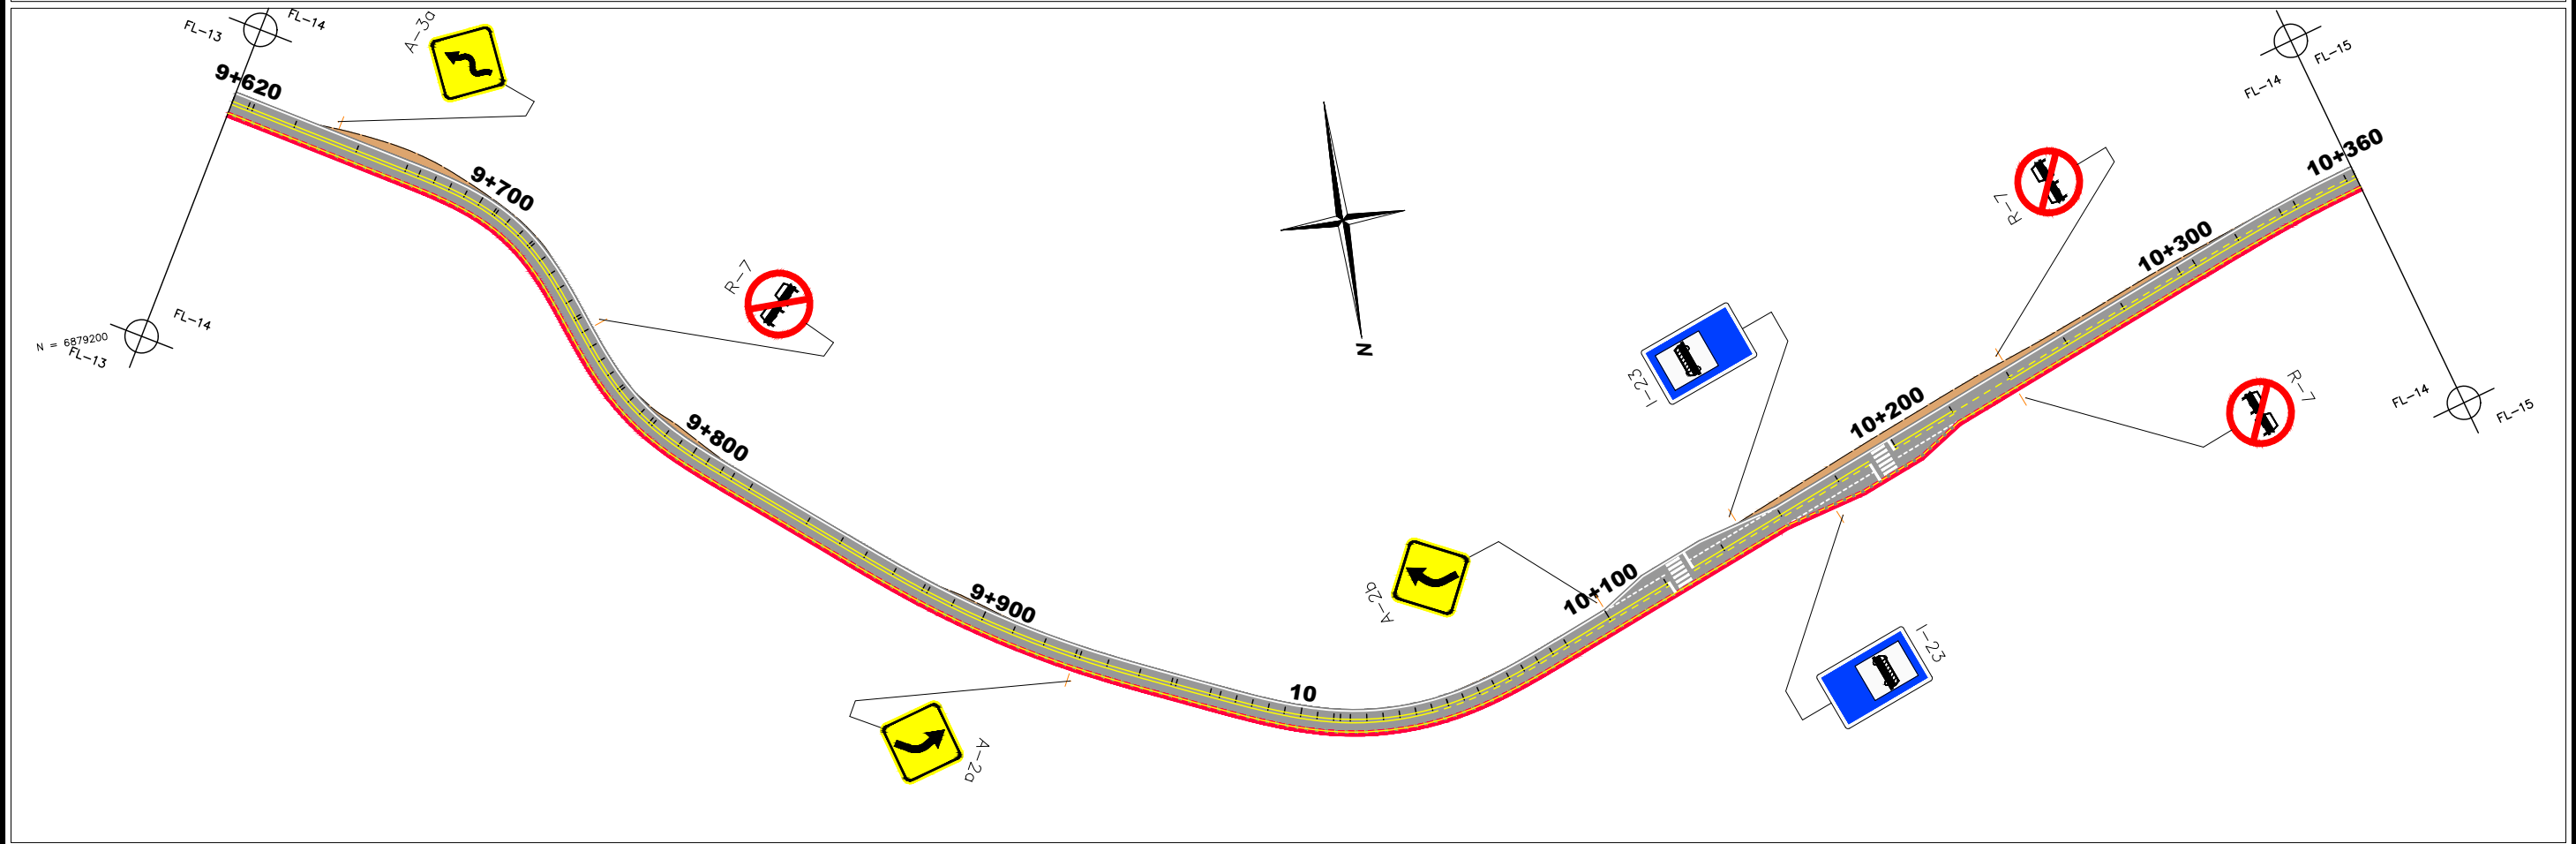 FL-13
FL-14
9+620
A-3a
9+700
FL-14
FL-13
N = 6879200
R-7
9+800
9+900
A-2a
10
N
A-2b
10+100
I-23
10+200
I-23
R-7
10+300
10+360
R-7
FL-14
FL-15
FL-14
FL-15